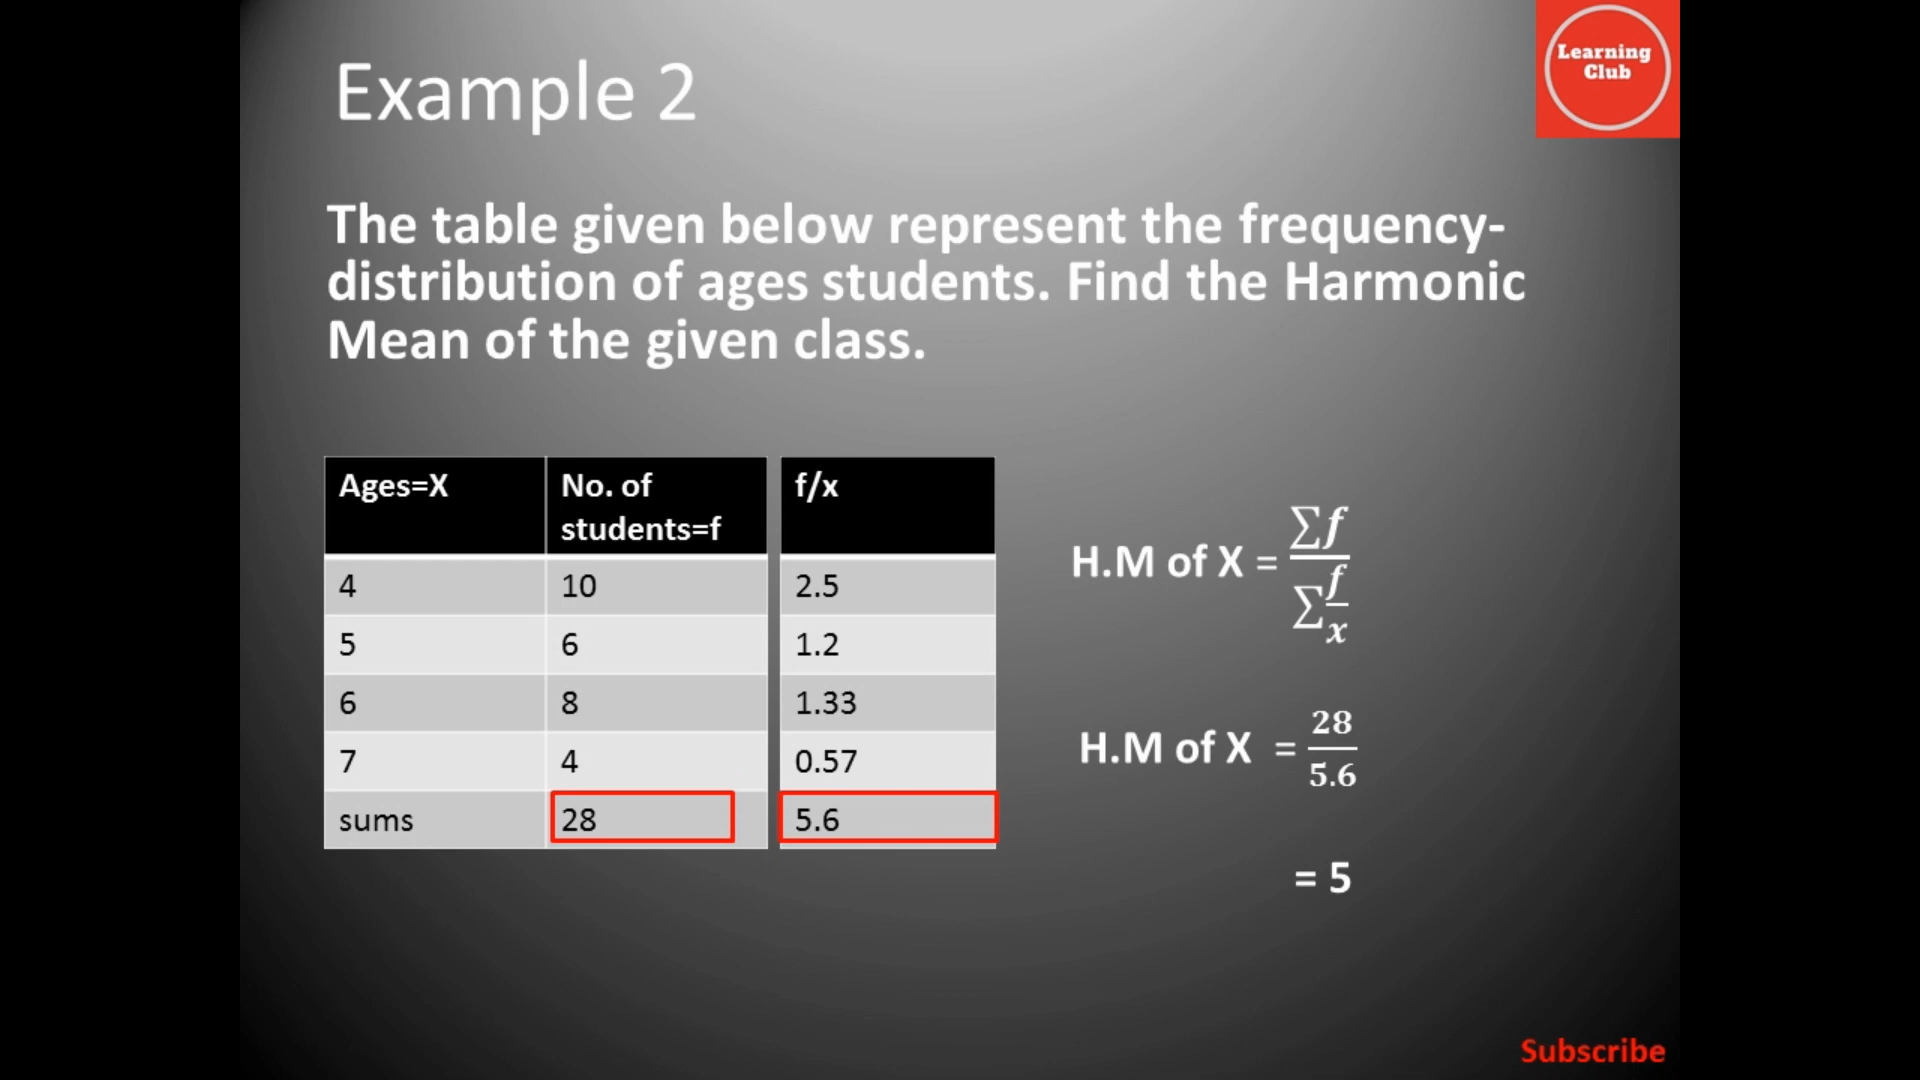 Learning
Club
Example 2
The table given below represent the frequency-
distribution of ages students. Find the Harmonic
Mean of the given class.
Ages=X No. of students=f f/x
4 10 2.5
5 6 1.2
6 8 1.33
7 4 0.57
sums 28 5.6
H.M of X = ∑f / ∑f/x
H.M of X = 28/5.6
= 5
Subscribe